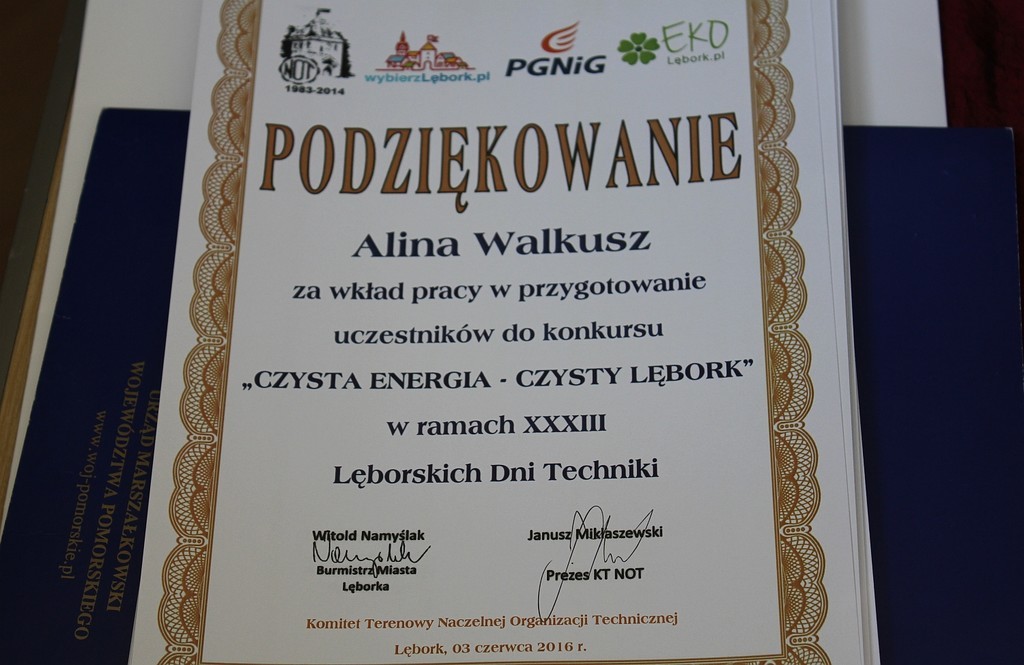 NOT
1983-2014
wybierzLębork.pl
PGNiG
EKO
Lębork.pl
PODZIĘKOWANIE
Alina Walkusz
za wkład pracy w przygotowanie
uczestników do konkursu
„CZYSTA ENERGIA - CZYSTY LĘBORK”
w ramach XXXIII
Lęborskich Dni Techniki
Witold Namyślak
Burmistrz Miasta
Lęborka
Janusz Mikłaszewski
Prezes KT NOT
Komitet Terenowy Naczelnej Organizacji Technicznej
Lębork, 03 czerwca 2016 r.
URZĄD MARSZAŁKOWSKI
WOJEWÓDZTWA POMORSKIEGO
www.woj-pomorskie.pl